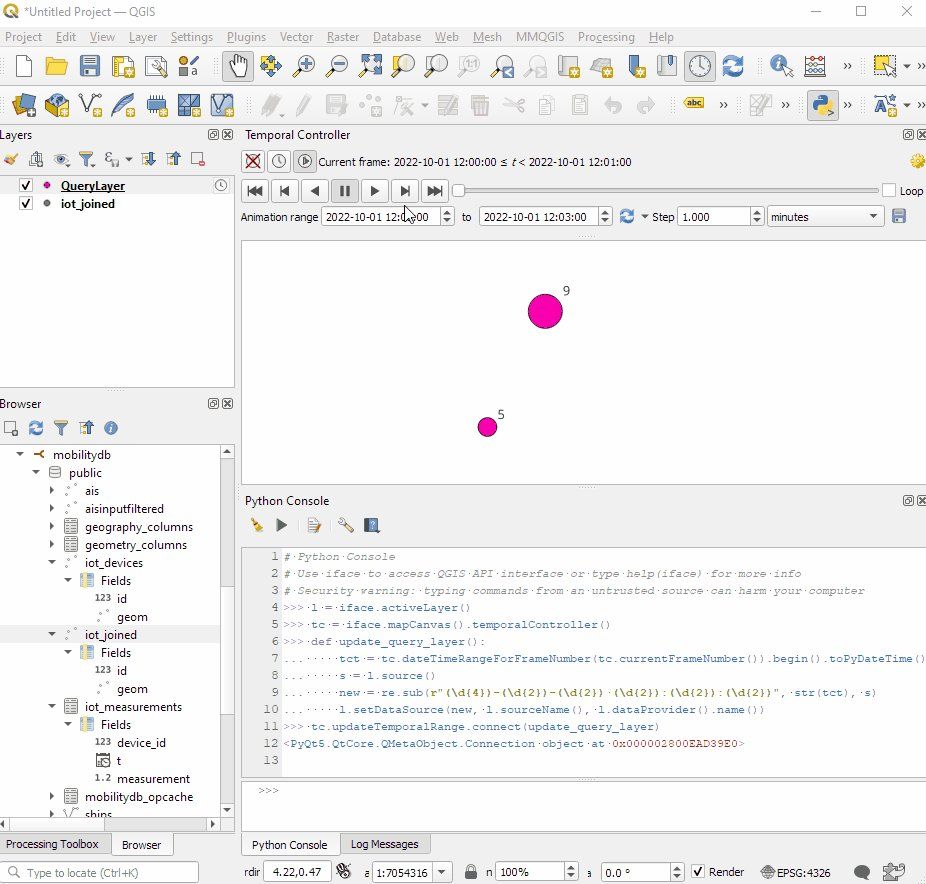 *Untitled Project — QGIS
Project Edit View Layer Settings Plugins Vector Raster Database Web Mesh MMQGIS Processing Help
1:1
abc
Layers
QueryLayer
iot_joined
Temporal Controller
Current frame: 2022-10-01 12:00:00 ≤ t < 2022-10-01 12:01:00
Loop
Animation range 2022-10-01 12:0 :00 to 2022-10-01 12:03:00 Step 1.000 minutes
9
5
Browser
mobilitydb
public
ais
aisinputfiltered
geography_columns
geometry_columns
iot_devices
Fields
123 id
geom
iot_joined
Fields
123 id
geom
iot_measurements
Fields
123 device_id
t
1.2 measurement
mobilitydb_opcache
ships
Python Console
1 # Python Console
2 # Use iface to access QGIS API interface or type help(iface) for more info
3 # Security warning: typing commands from an untrusted source can harm your computer
4 >>> l = iface.activeLayer()
5 >>> tc = iface.mapCanvas().temporalController()
6 >>> def update_query_layer():
7 ...     tct = tc.dateTimeRangeForFrameNumber(tc.currentFrameNumber()).begin().toPyDateTime()
8 ...     s = l.source()
9 ...     new = re.sub(r"(\d{4})-(\d{2})-(\d{2}) (\d{2}):(\d{2}):(\d{2})", str(tct), s)
10 ...     l.setDataSource(new, l.sourceName(), l.dataProvider().name())
11 >>> tc.updateTemporalRange.connect(update_query_layer)
12 <PyQt5.QtCore.QMetaObject.Connection object at 0x000002800EAD39E0>
13
>>>
Processing Toolbox Browser
Python Console Log Messages
Type to locate (Ctrl+K)
rdir 4.22,0.47 a 1:7054316 n 100% a 0.0 ° Render EPSG:4326